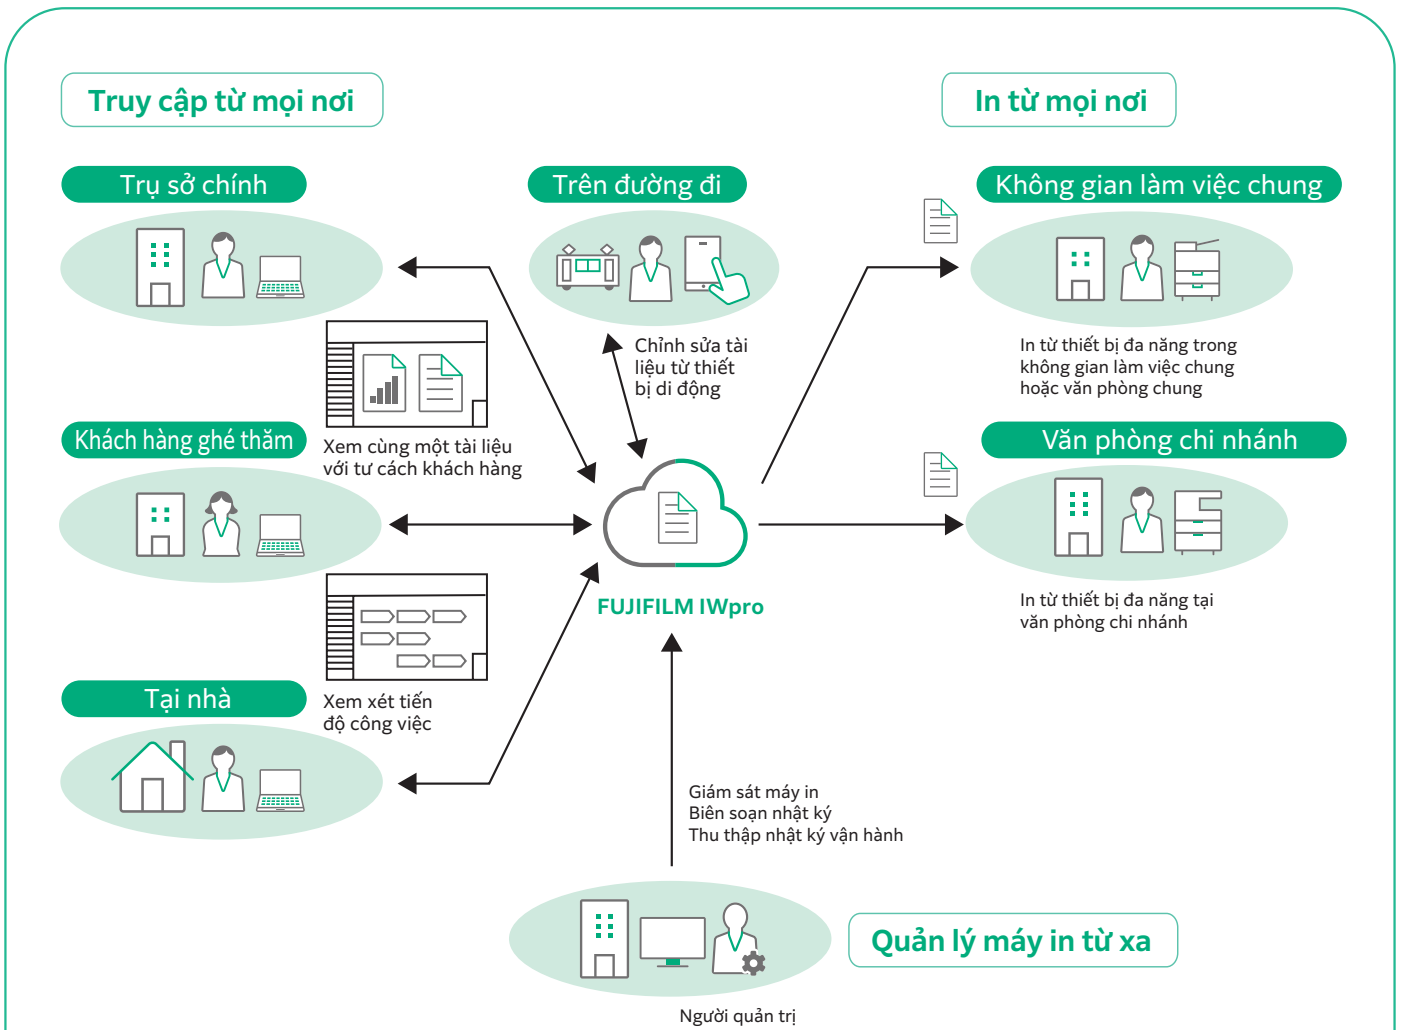 Truy cập từ mọi nơi
In từ mọi nơi
Trụ sở chính
Trên đường đi
Không gian làm việc chung
Chỉnh sửa tài
liệu từ thiết
bị di động
In từ thiết bị đa năng trong
không gian làm việc chung
hoặc văn phòng chung
Khách hàng ghé thăm
Xem cùng một tài liệu
với tư cách khách hàng
Văn phòng chi nhánh
FUJIFILM IWpro
In từ thiết bị đa năng tại
văn phòng chi nhánh
Tại nhà
Xem xét tiến
độ công việc
Giám sát máy in
Biên soạn nhật ký
Thu thập nhật ký vận hành
Quản lý máy in từ xa
Người quản trị